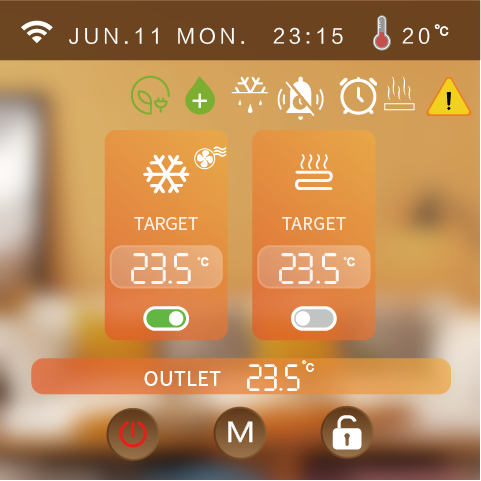 JUN.11 MON. 23:15 20℃
TARGET TARGET
23.5℃ 23.5℃
OUTLET 23.5℃
M